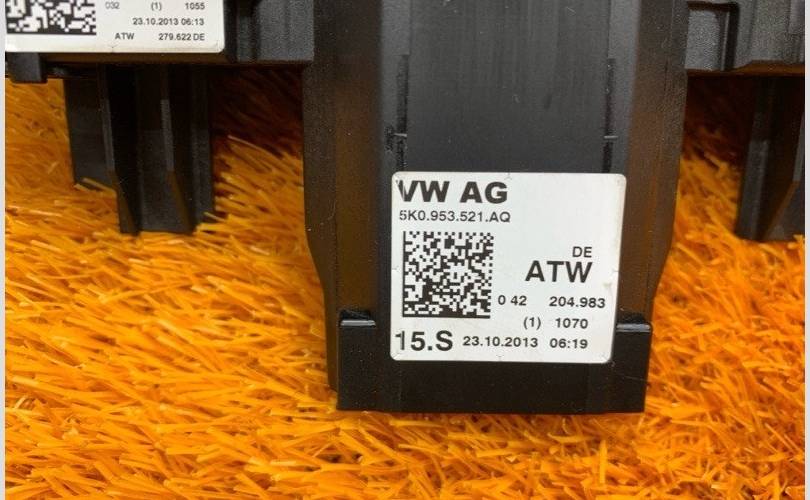 032 (1) 1055
23.10.2013 06:13
ATW 279.622 DE
VW AG
5K0.953.521.AQ
DE
ATW
0 42 204.983
(1) 1070
15.S 23.10.2013 06:19